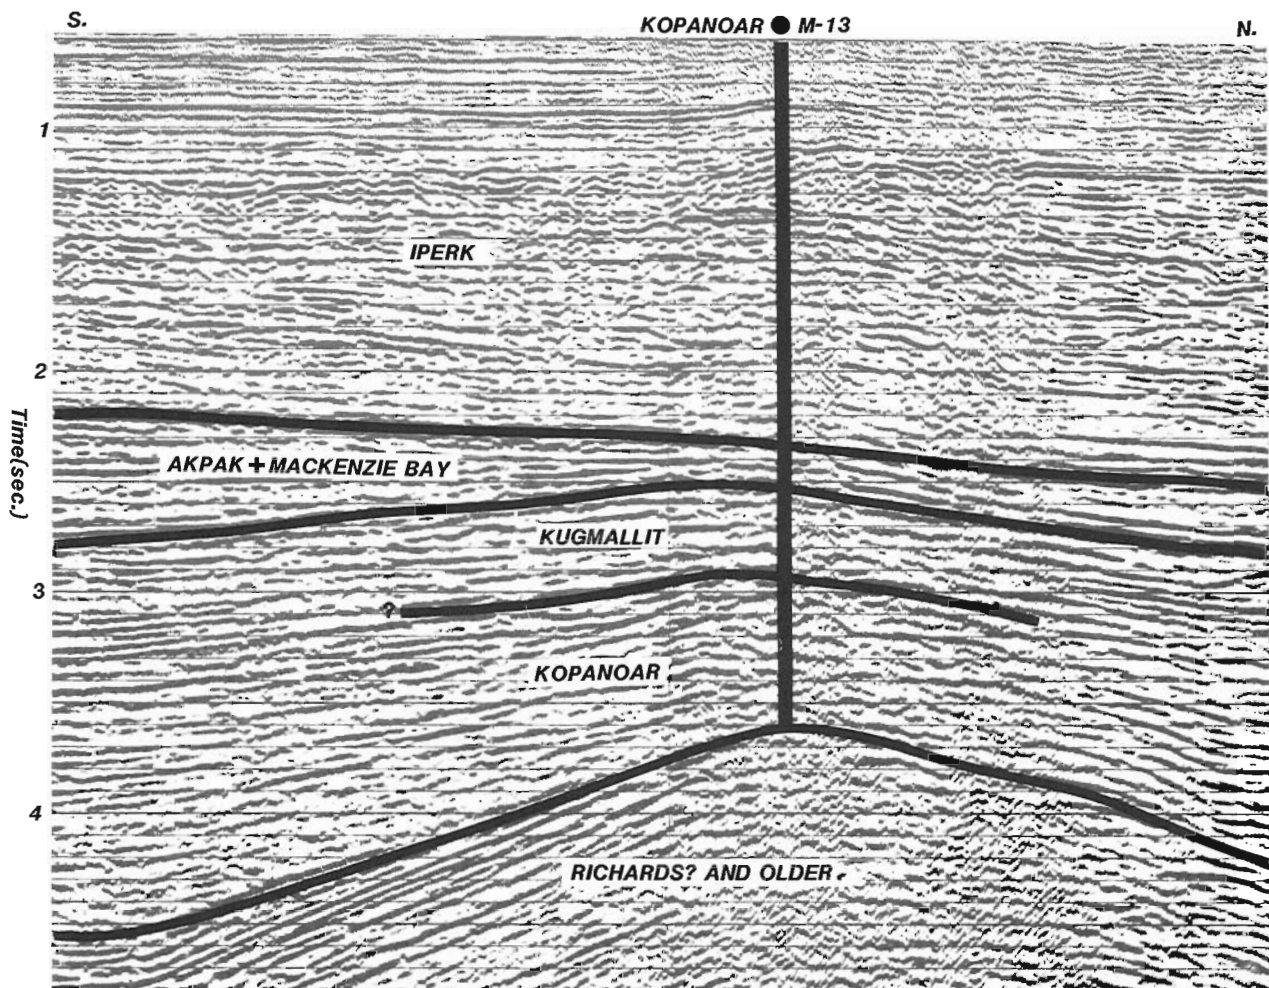 S.
KOPANOAR ● M-13
N.
1
IPERK
2
Time(sec.)
AKPAK + MACKENZIE BAY
KUGMALLIT
3
?
KOPANOAR
4
RICHARDS? AND OLDER